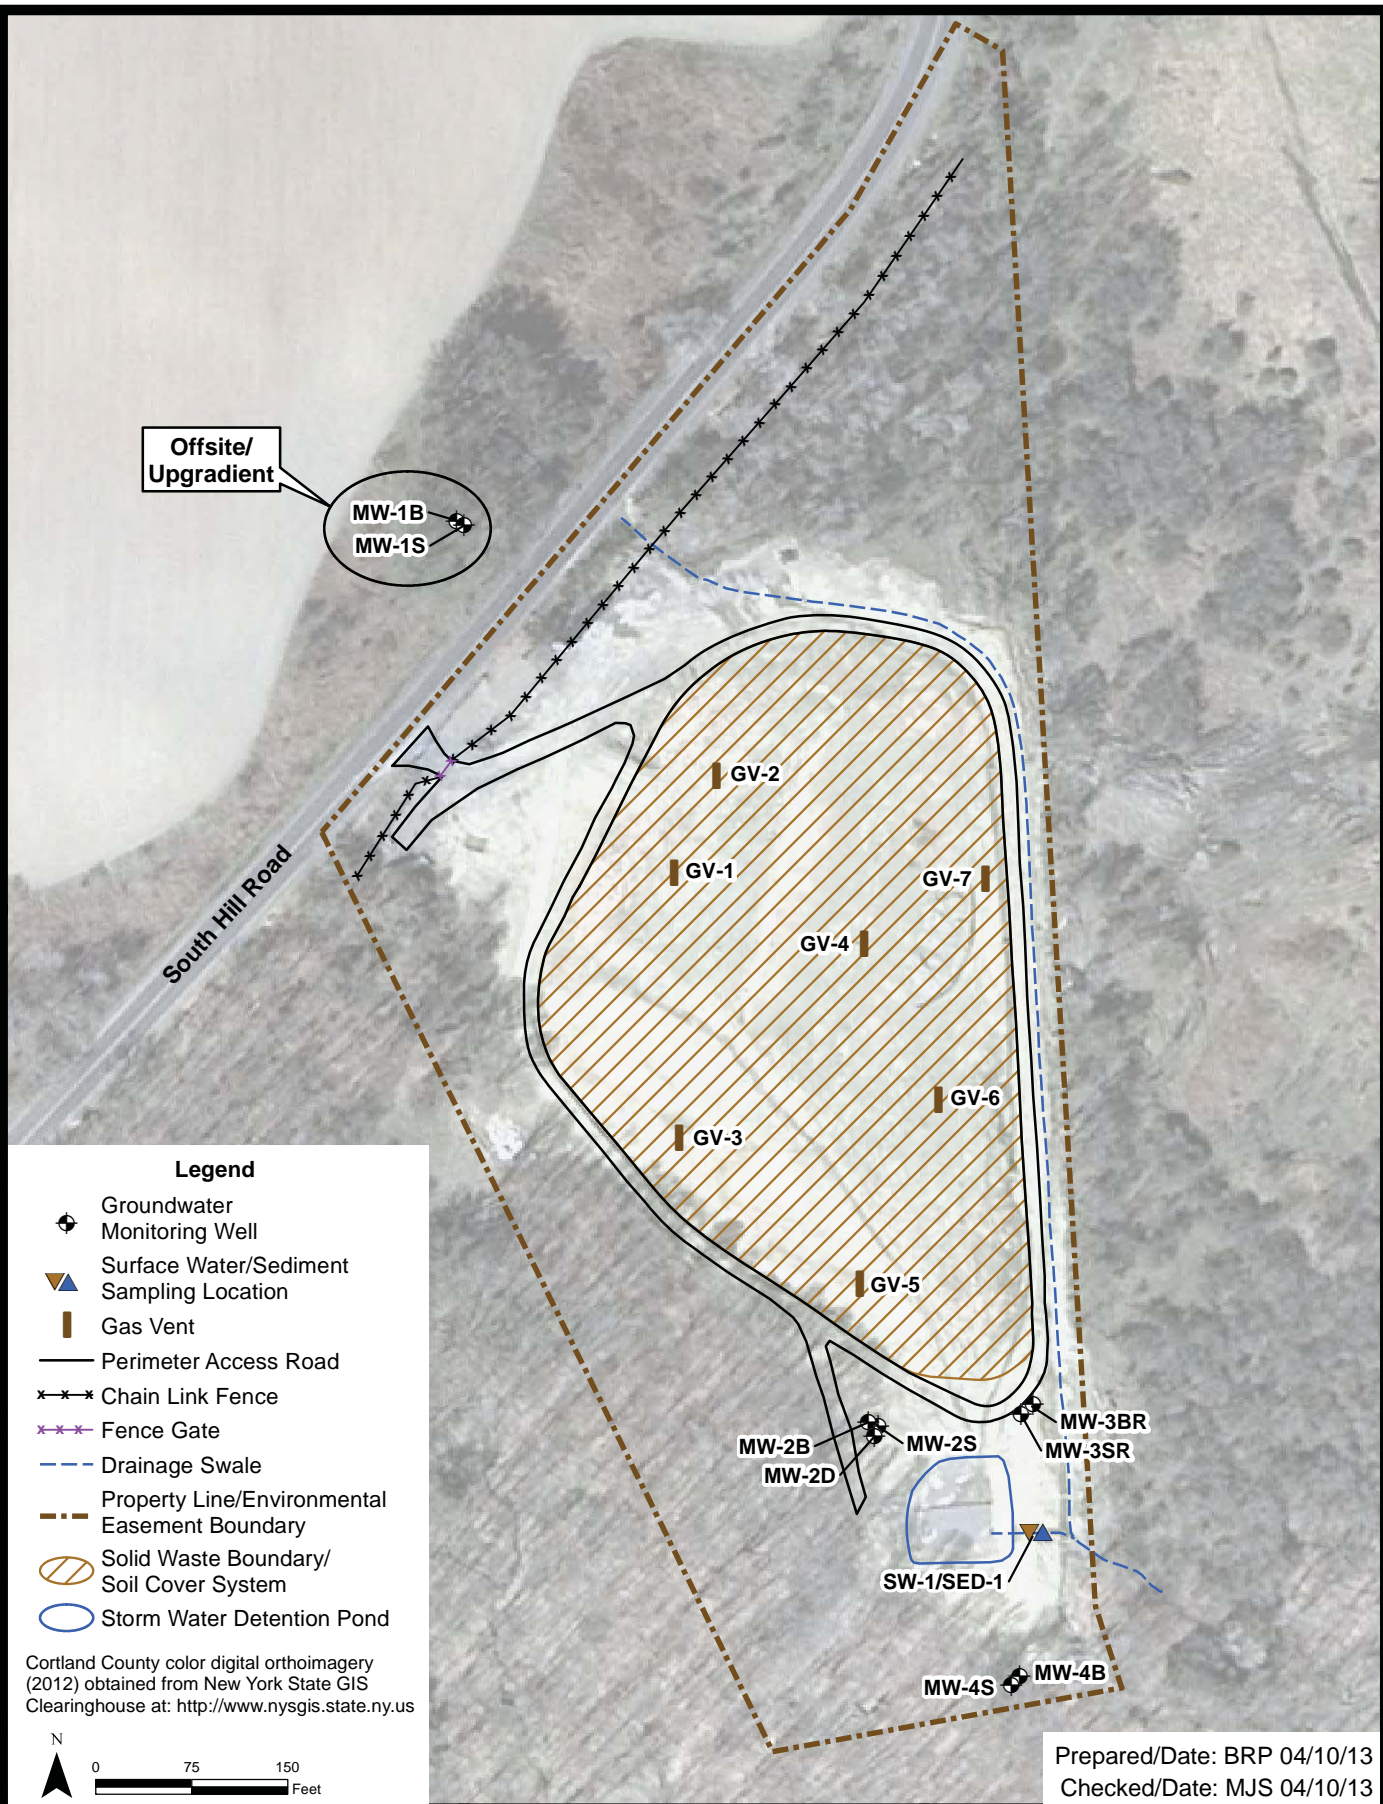 Offsite/
Upgradient
MW-1B
MW-1S
South Hill Road
GV-2
GV-1
GV-7
GV-4
GV-6
GV-3
GV-5
MW-3BR
MW-3SR
MW-2B
MW-2S
MW-2D
SW-1/SED-1
MW-4B
MW-4S
Legend
Groundwater
Monitoring Well
Surface Water/Sediment
Sampling Location
Gas Vent
Perimeter Access Road
Chain Link Fence
Fence Gate
Drainage Swale
Property Line/Environmental
Easement Boundary
Solid Waste Boundary/
Soil Cover System
Storm Water Detention Pond
Cortland County color digital orthoimagery
(2012) obtained from New York State GIS
Clearinghouse at: http://www.nysgis.state.ny.us
N
0 75 150
Feet
Prepared/Date: BRP 04/10/13
Checked/Date: MJS 04/10/13